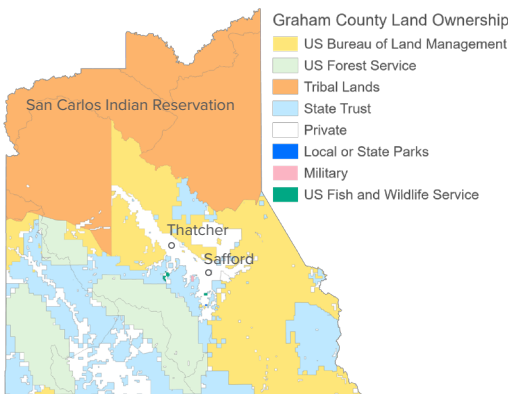 Graham County Land Ownership
US Bureau of Land Management
US Forest Service
Tribal Lands
State Trust
Private
Local or State Parks
Military
US Fish and Wildlife Service
San Carlos Indian Reservation
Thatcher
Safford